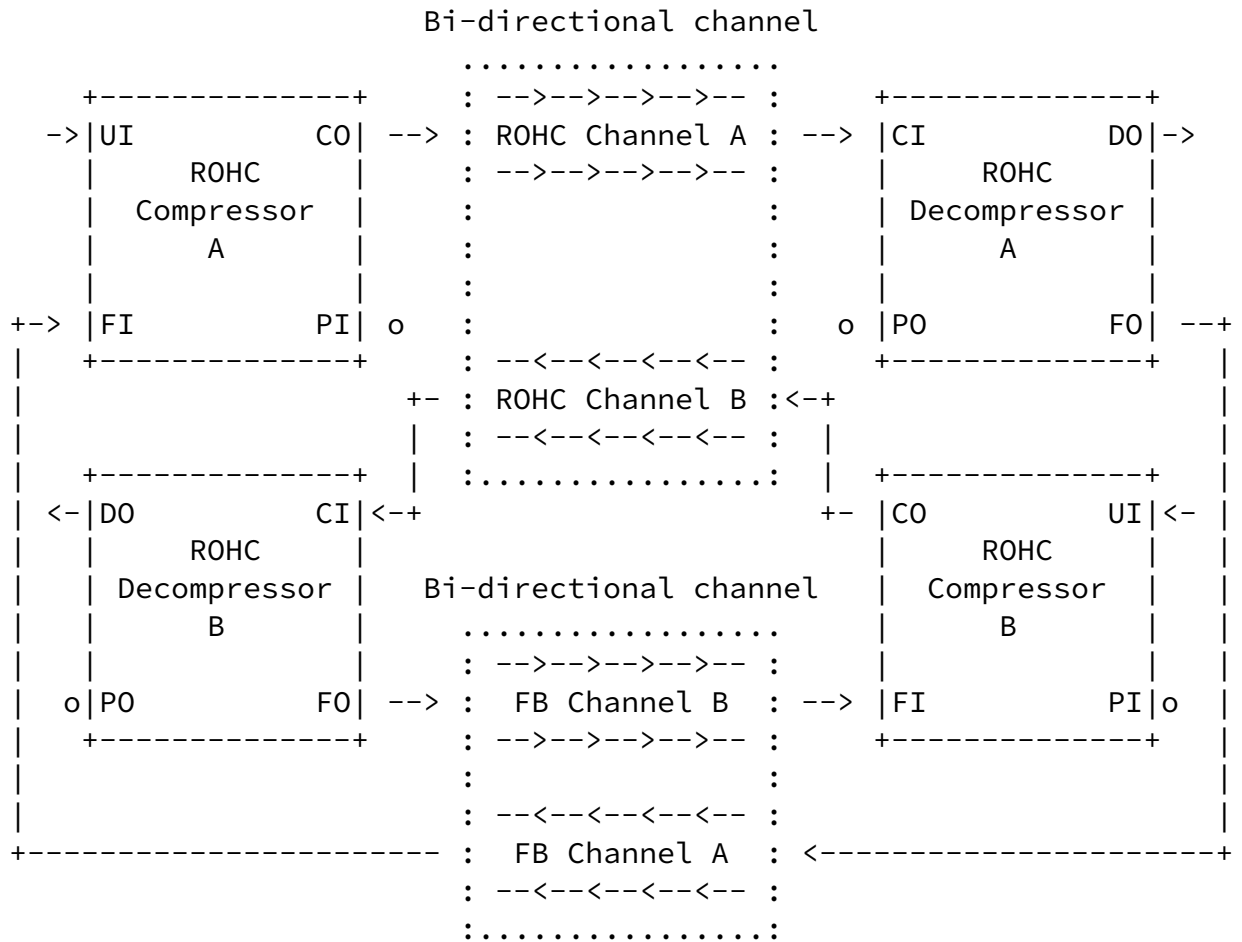 Bi-directional channel
..................
+--------------+ : -->-->-->-->-- : +--------------+
->|UI CO| --> : ROHC Channel A : --> |CI DO|->
| ROHC | : -->-->-->-->-- : | ROHC |
| Compressor | : : | Decompressor |
| A | : : | A |
| | : : | |
+-> |FI PI| o : : o |PO FO| --+
| +--------------+ : --<--<--<--<-- : +--------------+ |
| +- : ROHC Channel B :<-+ |
| | : --<--<--<--<-- : | |
| +--------------+ | :................: | +--------------+ |
| <-|DO CI|<-+ +- |CO UI|<- |
| | ROHC | | ROHC | |
| | Decompressor | Bi-directional channel | Compressor | |
| | B | .................. | B | |
| | | : -->-->-->-->-- : | | |
| o|PO FO| --> : FB Channel B : --> |FI PI|o |
| +--------------+ : -->-->-->-->-- : +--------------+ |
| : : |
| : --<--<--<--<-- : |
+----------------------- : FB Channel A : <-----------------------+
: --<--<--<--<-- :
:................: